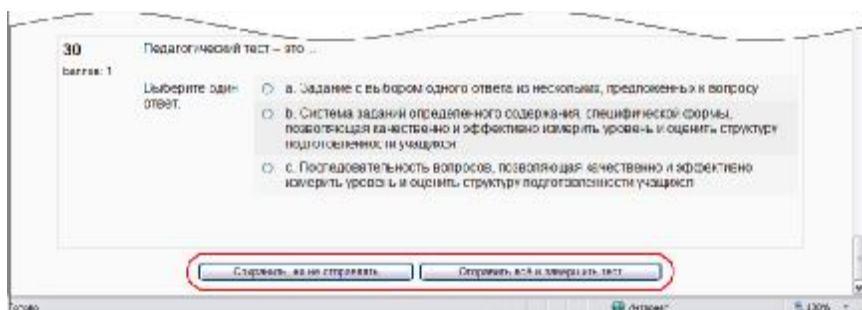 30
Педагогический тест – это ...
Баллов: 1
Выберите один
ответ.
a. Задание с выбором одного ответа из нескольких, предложенных к вопросу
b. Система заданий определенного содержания, специфической формы,
позволяющая качественно и эффективно измерить уровень и оценить структуру
подготовленности учащихся
c. Последовательность вопросов, позволяющая качественно и эффективно
измерить уровень и оценить структуру подготовленности учащихся
Сохранить, но не отправлять
Отправить всё и завершить тест
Готово
Интернет
130%